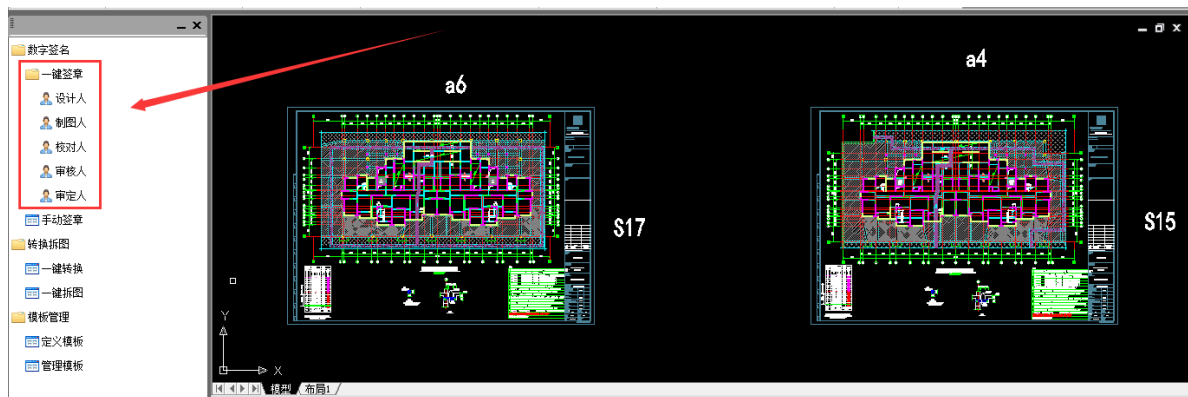 数字签名
一键签章
设计人
制图人
校对人
审核人
审定人
手动签章
转换拆图
一键转换
一键拆图
模板管理
定义模板
管理模板
a6
a4
S17
S15
Y
X
模型
布局1